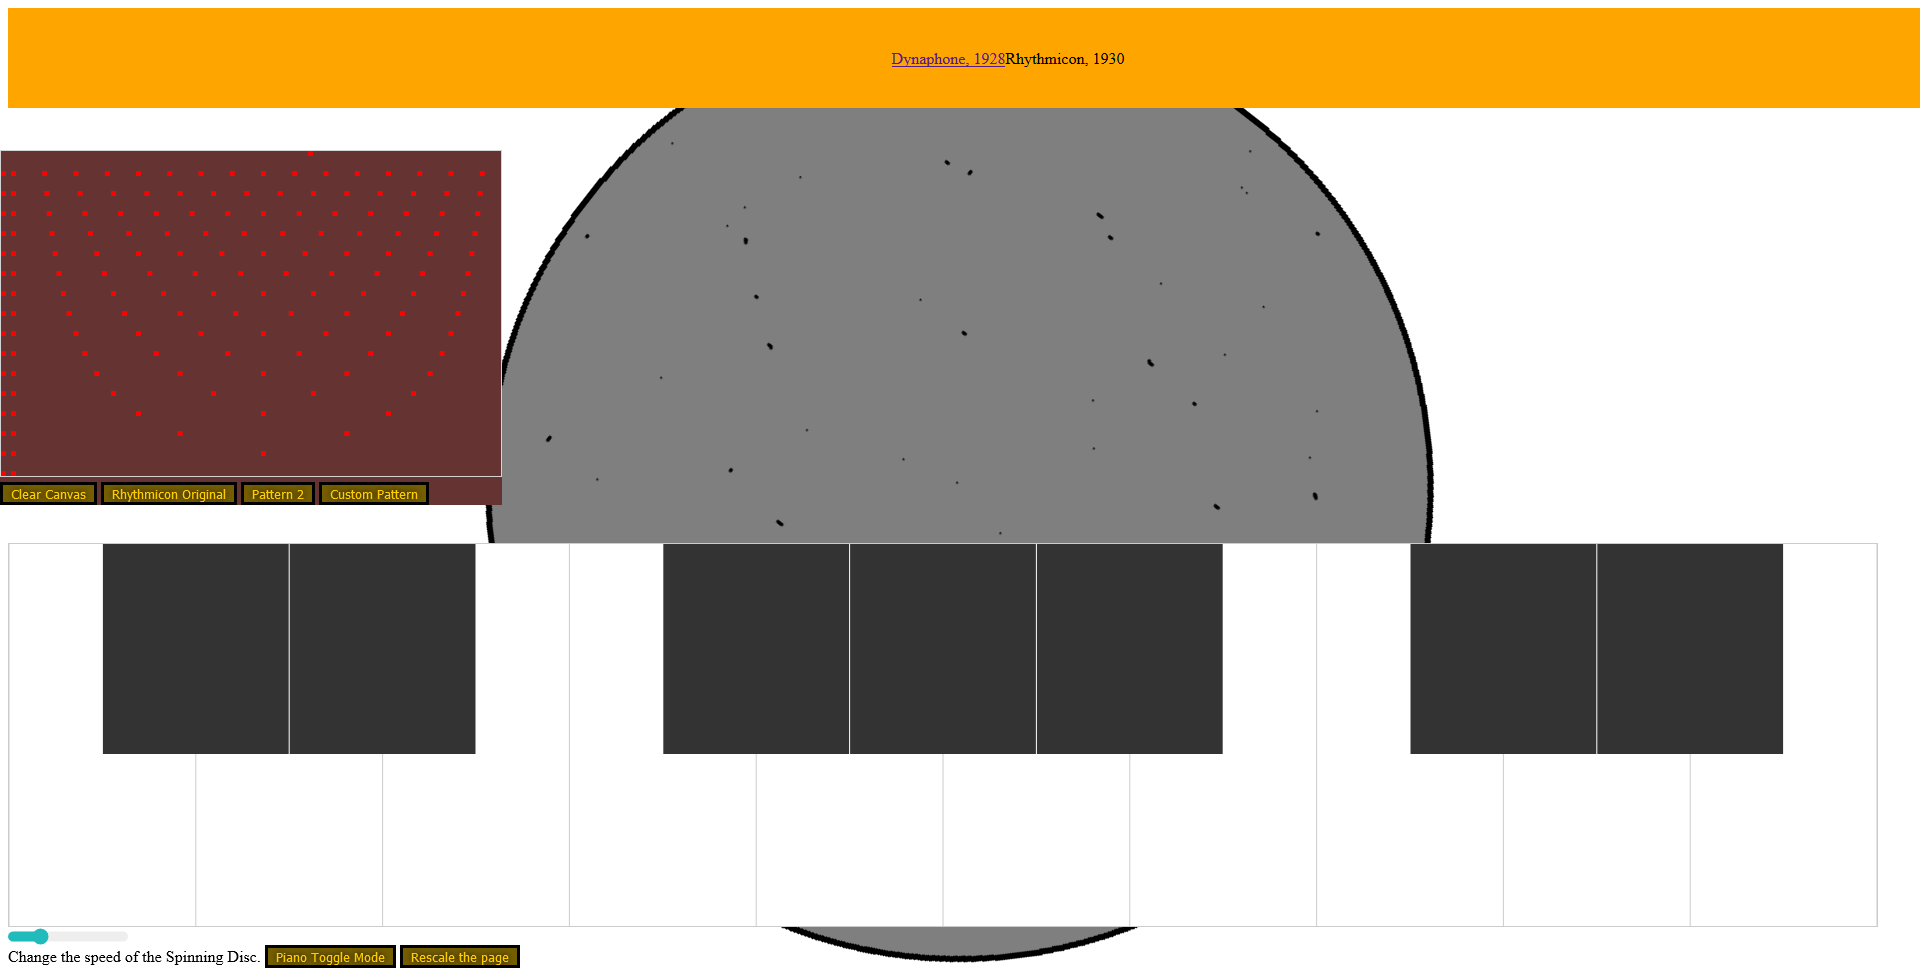 Dynaphone, 1928Rhythmicon, 1930
Clear Canvas Rhythmicon Original Pattern 2 Custom Pattern
Change the speed of the Spinning Disc. Piano Toggle Mode Rescale the page